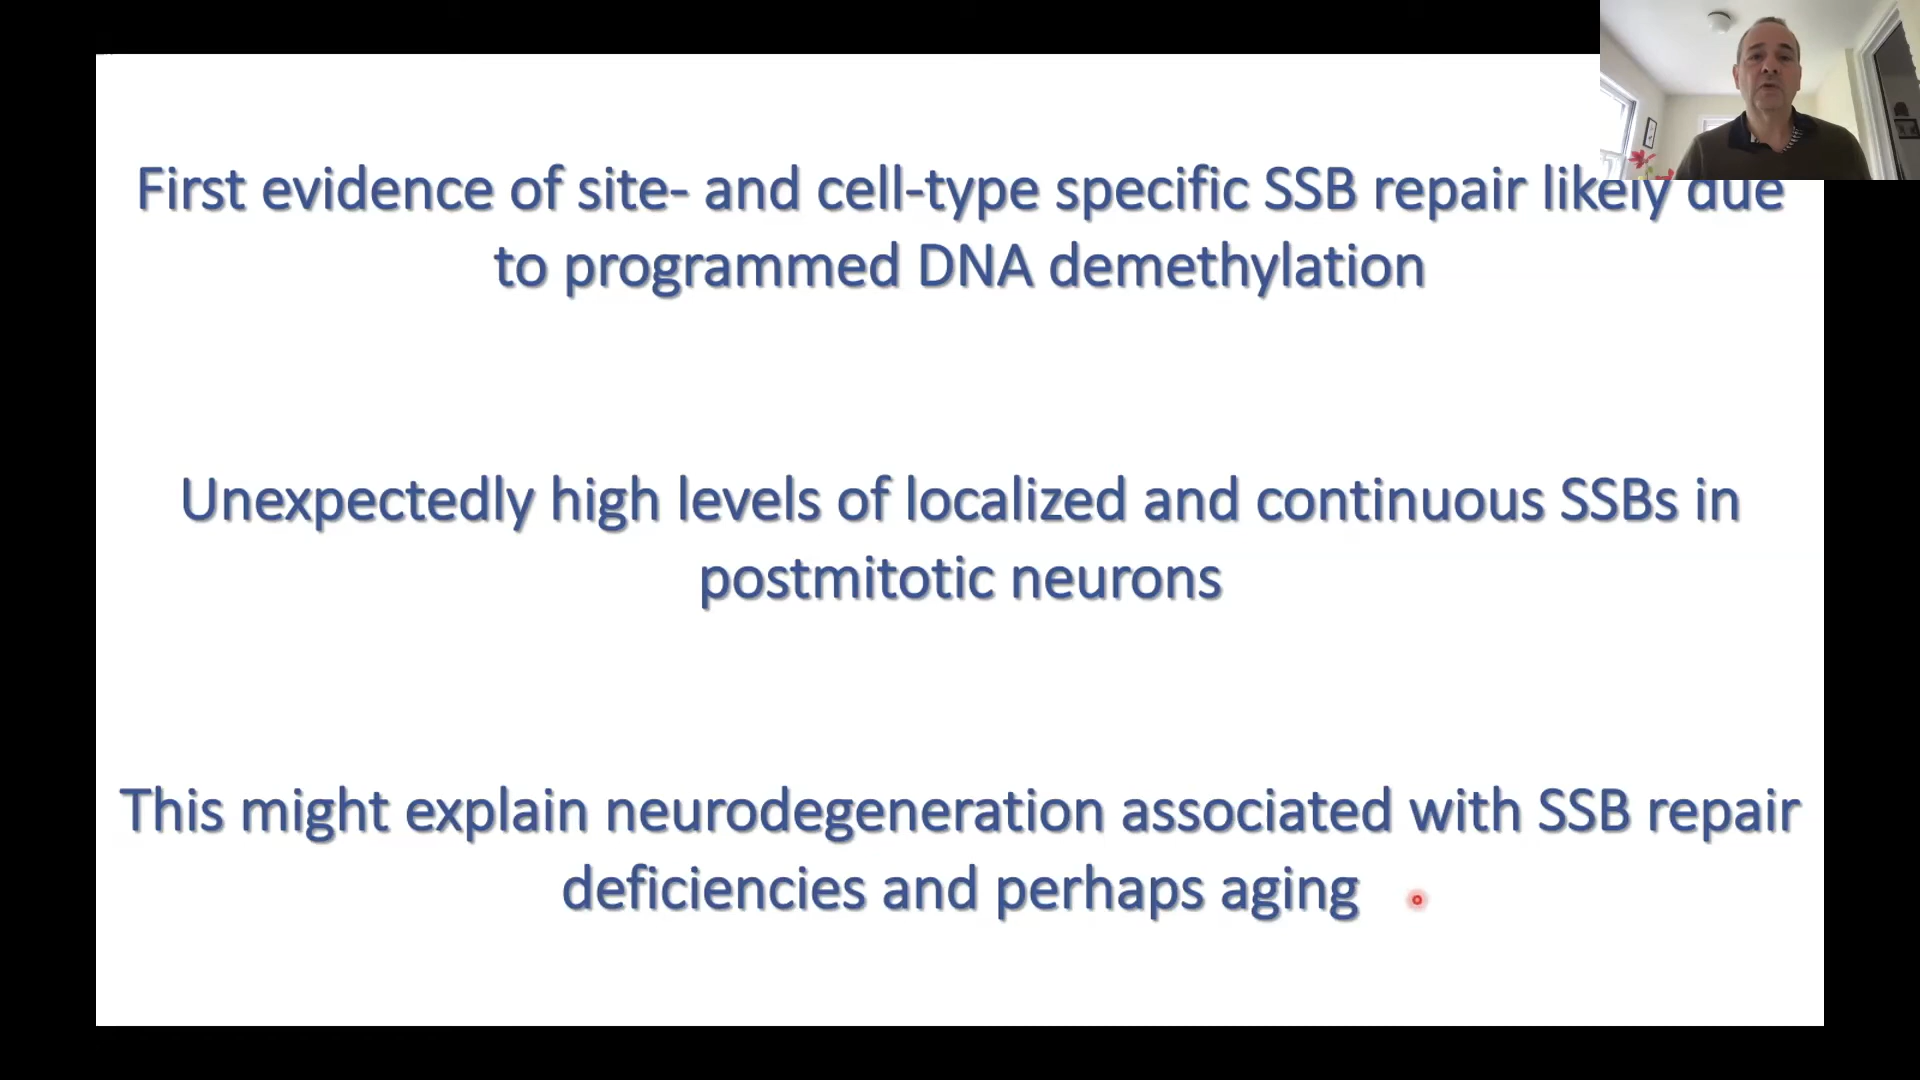 First evidence of site- and cell-type specific SSB repair likely due
to programmed DNA demethylation
Unexpectedly high levels of localized and continuous SSBs in
postmitotic neurons
This might explain neurodegeneration associated with SSB repair
deficiencies and perhaps aging